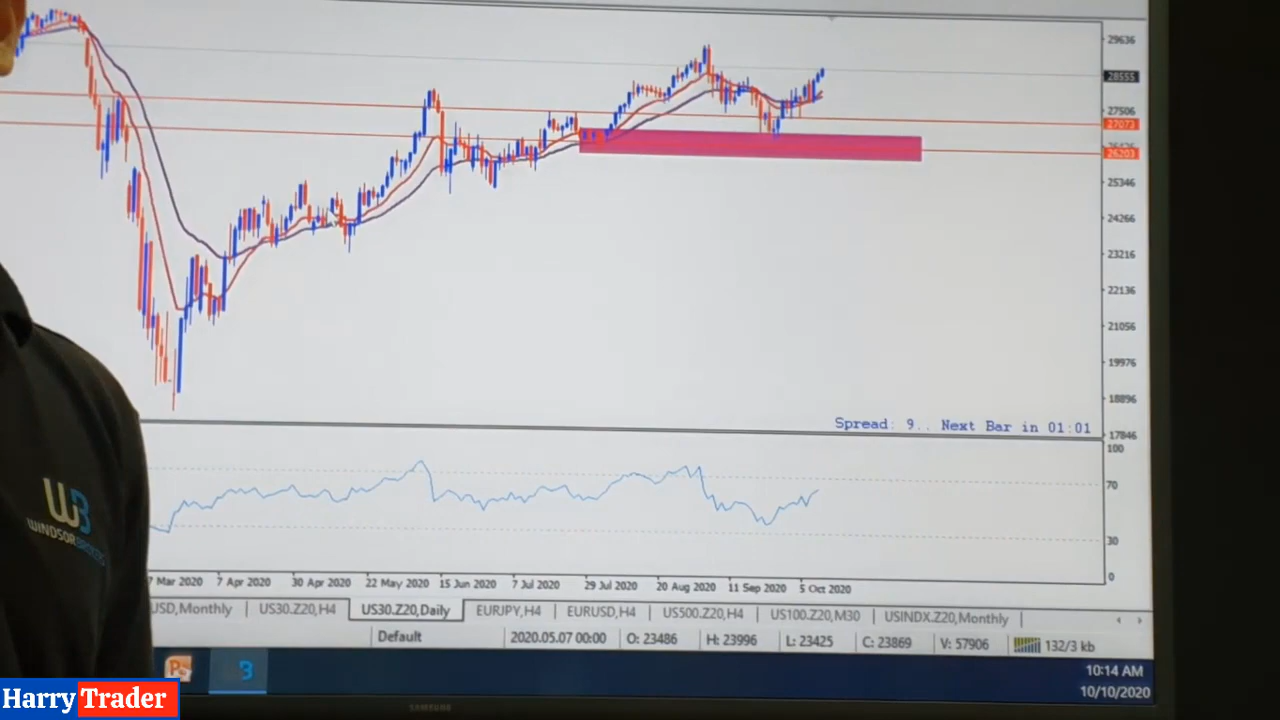 29636
28555
27506
27073
26203
25346
24266
23216
22136
21056
19976
18896
17846
Spread: 9.. Next Bar in 01:01
100
70
30
0
7 Mar 2020 7 Apr 2020 30 Apr 2020 22 May 2020 15 Jun 2020 7 Jul 2020 29 Jul 2020 20 Aug 2020 11 Sep 2020 5 Oct 2020
USD,Monthly US30.Z20,H4 US30.Z20,Daily EURJPY,H4 EURUSD,H4 US500.Z20,H4 US100.Z20,M30 USINDX.Z20,Monthly
Default 2020.05.07 00:00 O: 23486 H: 23996 L: 23425 C: 23869 V: 57906 132/3 kb
10:14 AM
10/10/2020
SAMSUNG
WB
WINDSOR BROKERS
Harry Trader